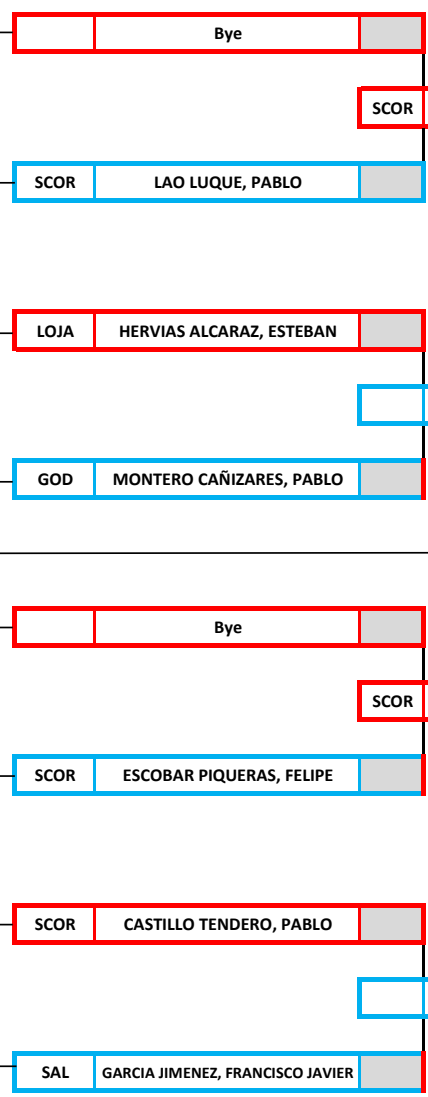 Bye
SCOR
SCOR LAO LUQUE, PABLO
LOJA HERVIAS ALCARAZ, ESTEBAN
GOD MONTERO CAÑIZARES, PABLO
Bye
SCOR
SCOR ESCOBAR PIQUERAS, FELIPE
SCOR CASTILLO TENDERO, PABLO
SAL GARCIA JIMENEZ, FRANCISCO JAVIER